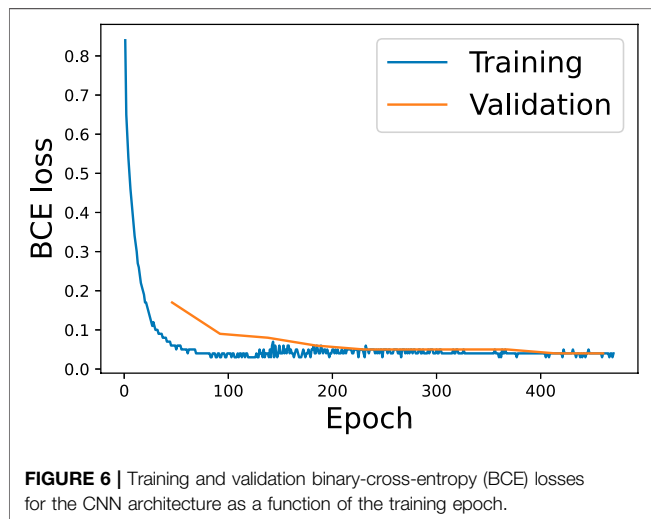 Training
Validation
BCE loss
0.8
0.7
0.6
0.5
0.4
0.3
0.2
0.1
0.0
0 100 200 300 400
Epoch
FIGURE 6 | Training and validation binary-cross-entropy (BCE) losses
for the CNN architecture as a function of the training epoch.